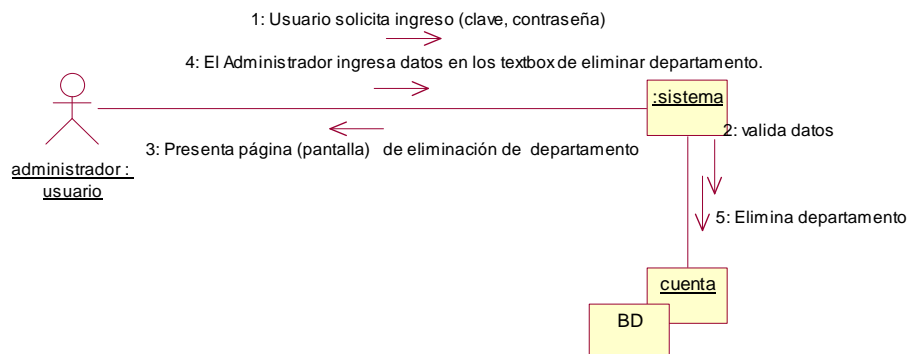 1: Usuario solicita ingreso (clave, contraseña)
4: El Administrador ingresa datos en los textbox de eliminar departamento.
:sistema
2: valida datos
3: Presenta página (pantalla) de eliminación de departamento
administrador :
usuario
5: Elimina departamento
cuenta
BD